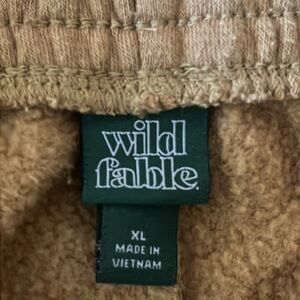 wild
fable.
XL
MADE IN
VIETNAM